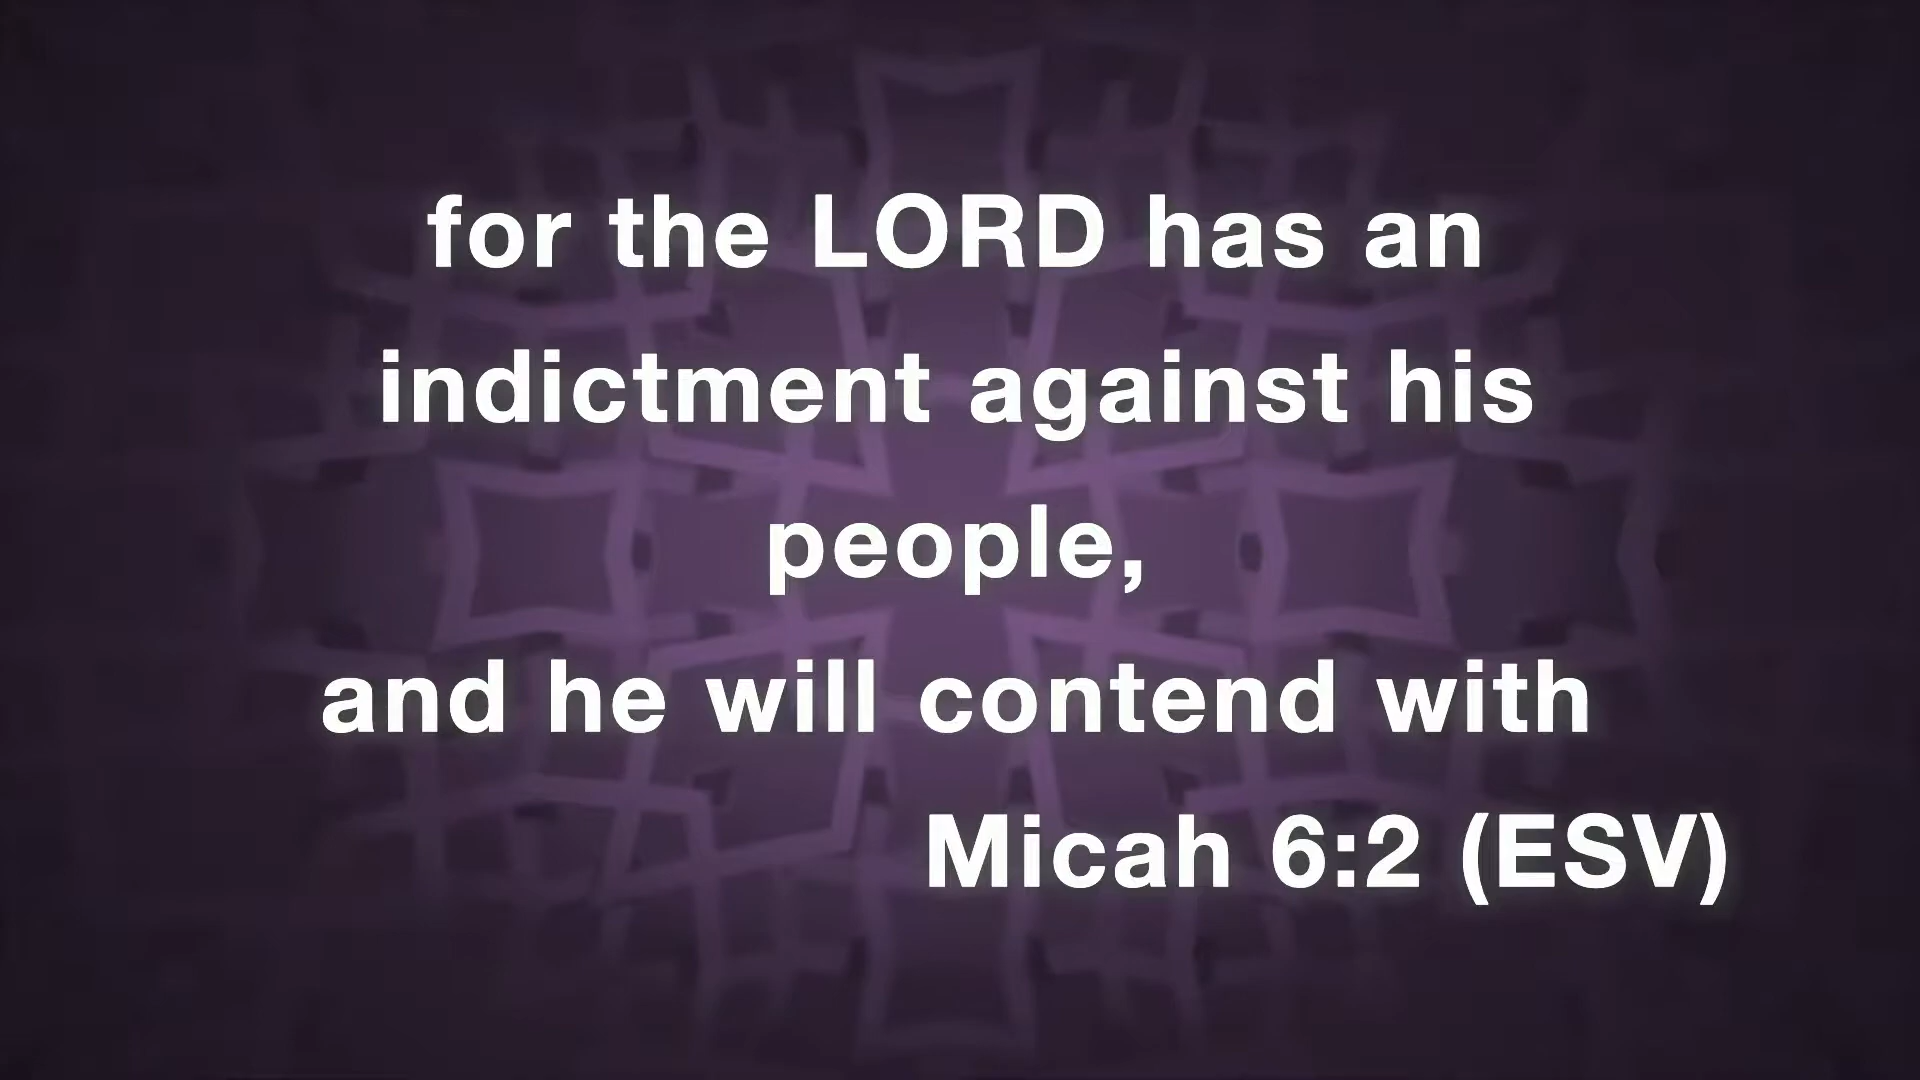 for the LORD has an
indictment against his
people,
and he will contend with
Micah 6:2 (ESV)